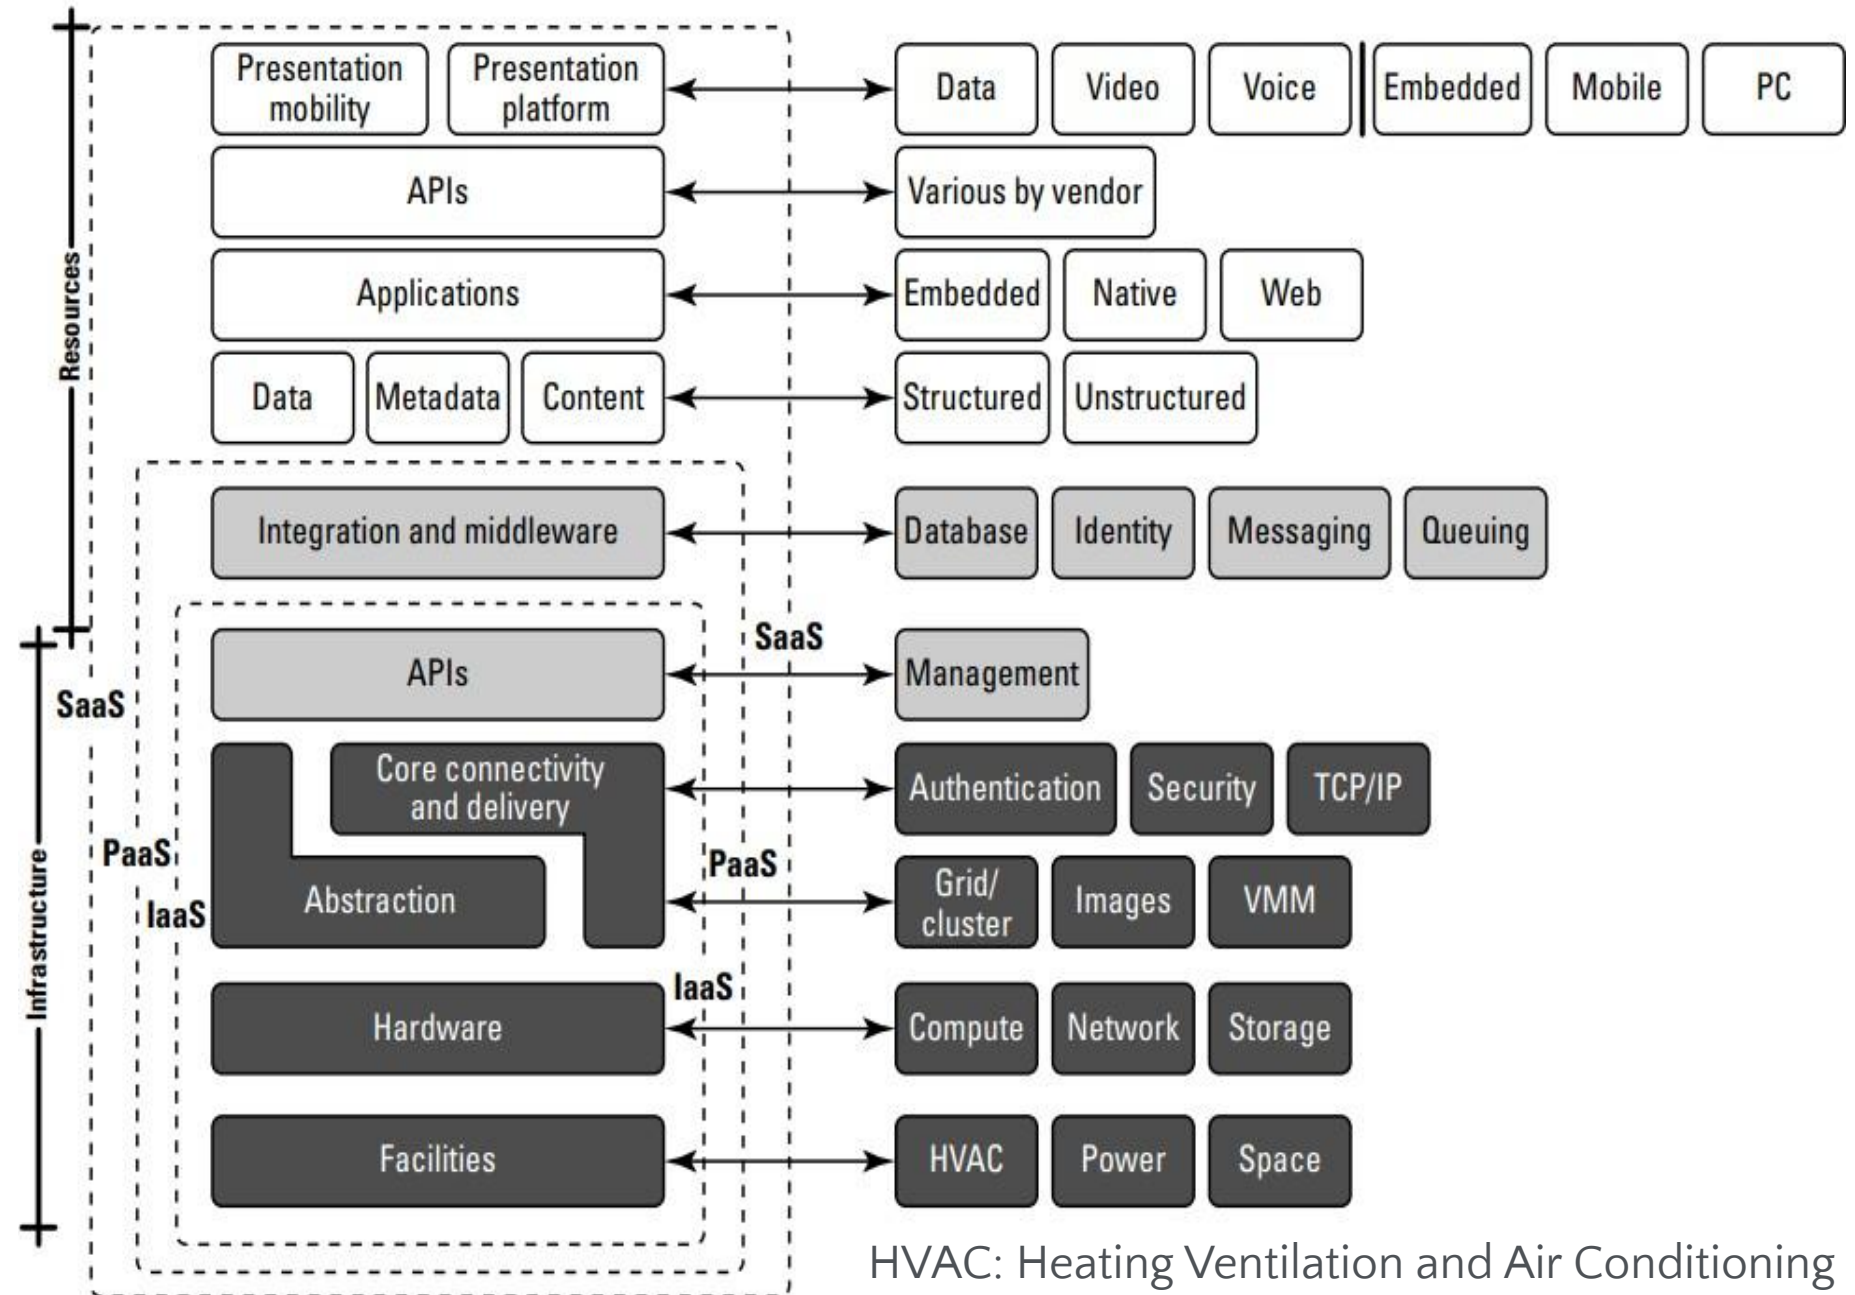 Presentation
mobility
Presentation
platform
Data
Video
Voice
Embedded
Mobile
PC
APIs
Various by vendor
Applications
Embedded
Native
Web
Resources
Data
Metadata
Content
Structured
Unstructured
Integration and middleware
Database
Identity
Messaging
Queuing
SaaS
APIs
Management
SaaS
Core connectivity
and delivery
Authentication
Security
TCP/IP
PaaS
PaaS
Infrastructure
IaaS
Abstraction
Grid/
cluster
Images
VMM
IaaS
Hardware
Compute
Network
Storage
Facilities
HVAC
Power
Space
HVAC: Heating Ventilation and Air Conditioning